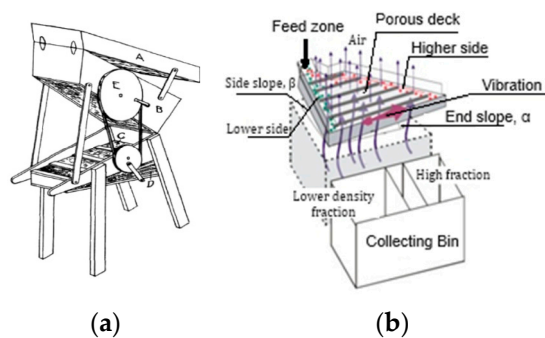 A
E
B
C
D
(a)
Feed zone
Air
Porous deck
Higher side
Side slope, β
Vibration
Lower side
End slope, α
Lower density
fraction
High fraction
Collecting Bin
(b)